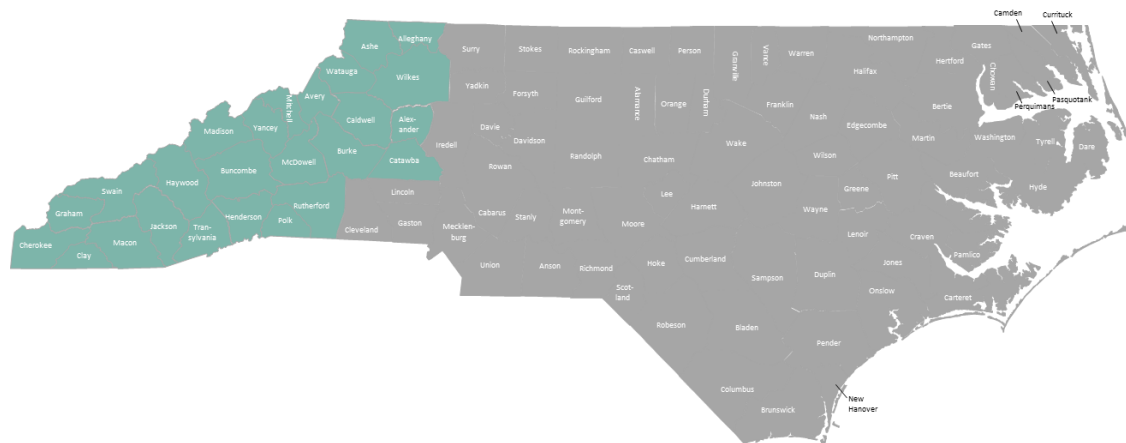 Camden
Currituck
Ashe
Alleghany
Surry
Stokes
Rockingham
Caswell
Person
Granville
Vance
Warren
Northampton
Gates
Hertford
Chowan
Pasquotank
Perquimans
Watauga
Wilkes
Yadkin
Forsyth
Guilford
Alamance
Orange
Durham
Franklin
Halifax
Bertie
Mitchell
Avery
Caldwell
Alex-
ander
Nash
Edgecombe
Martin
Washington
Tyrell
Dare
Madison
Yancey
Burke
Iredell
Davie
Davidson
Randolph
Chatham
Wake
Wilson
Pitt
Beaufort
Hyde
Swain
Haywood
Buncombe
McDowell
Catawba
Rowan
Graham
Jackson
Tran-
sylvania
Henderson
Polk
Rutherford
Lincoln
Cleveland
Gaston
Mecklen-
burg
Cabarus
Stanly
Mont-
gomery
Moore
Lee
Harnett
Johnston
Greene
Wayne
Lenoir
Craven
Pamlico
Cherokee
Clay
Macon
Union
Anson
Richmond
Hoke
Scot-
land
Cumberland
Sampson
Duplin
Jones
Onslow
Carteret
Robeson
Bladen
Pender
Columbus
Brunswick
New
Hanover